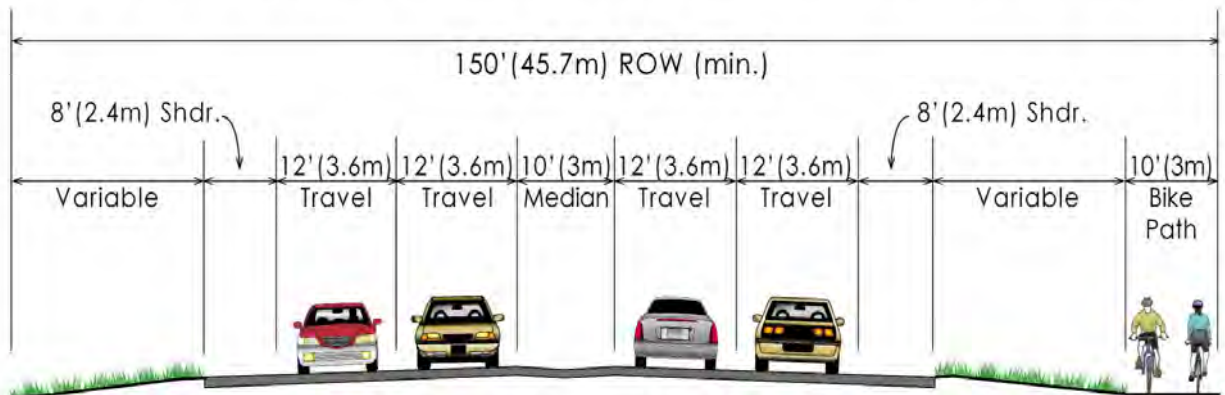 150'(45.7m) ROW (min.)
8'(2.4m) Shdr.
8'(2.4m) Shdr.
12'(3.6m) 12'(3.6m) 10'(3m) 12'(3.6m) 12'(3.6m) 10'(3m)
Variable Travel Travel Median Travel Travel Variable Bike
Path